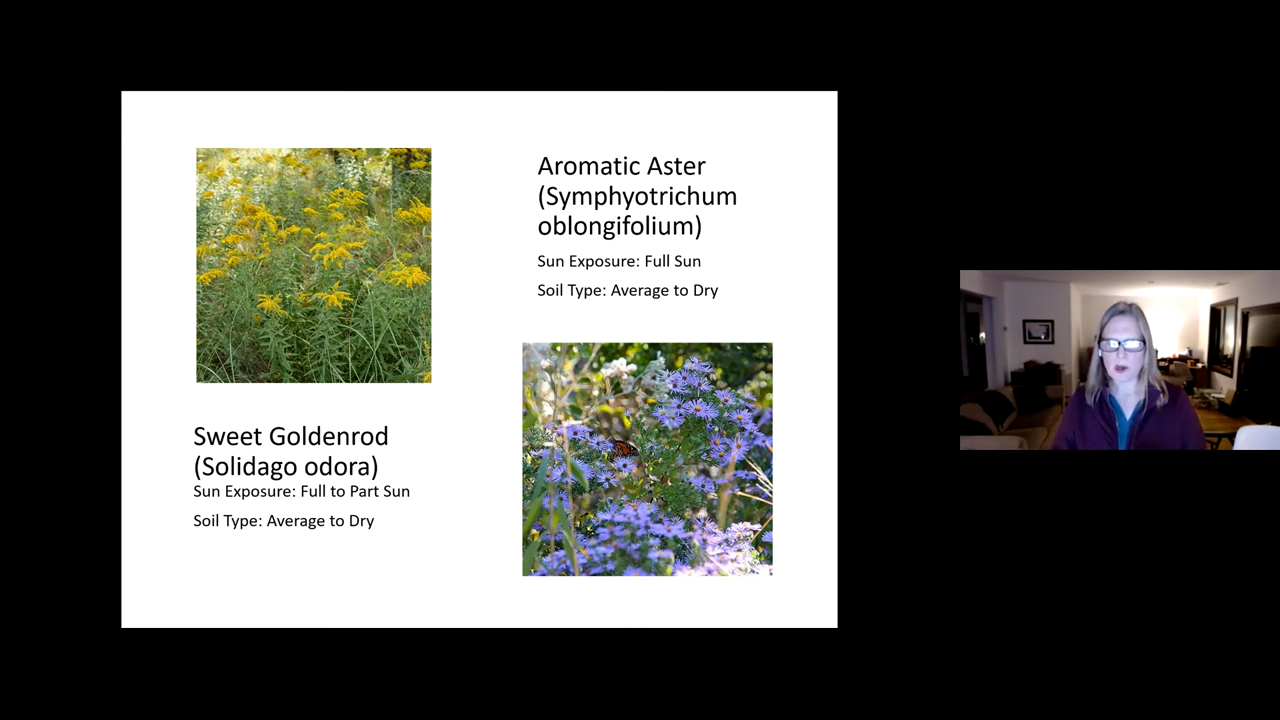 Aromatic Aster
(Symphyotrichum
oblongifolium)
Sun Exposure: Full Sun
Soil Type: Average to Dry
Sweet Goldenrod
(Solidago odora)
Sun Exposure: Full to Part Sun
Soil Type: Average to Dry